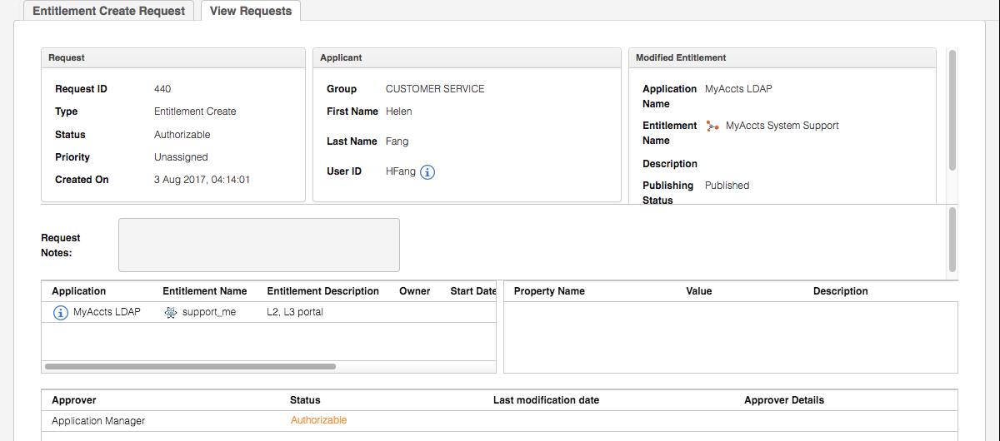 Entitlement Create Request View Requests
Request
Request ID 440
Type Entitlement Create
Status Authorizable
Priority Unassigned
Created On 3 Aug 2017, 04:14:01
Applicant
Group CUSTOMER SERVICE
First Name Helen
Last Name Fang
User ID HFang
Modified Entitlement
Application Name MyAccts LDAP
Entitlement Name MyAccts System Support
Description
Publishing Status Published
Request
Notes:
Application Entitlement Name Entitlement Description Owner Start Date
MyAccts LDAP support_me L2, L3 portal
Property Name Value Description
Approver Status Last modification date Approver Details
Application Manager Authorizable